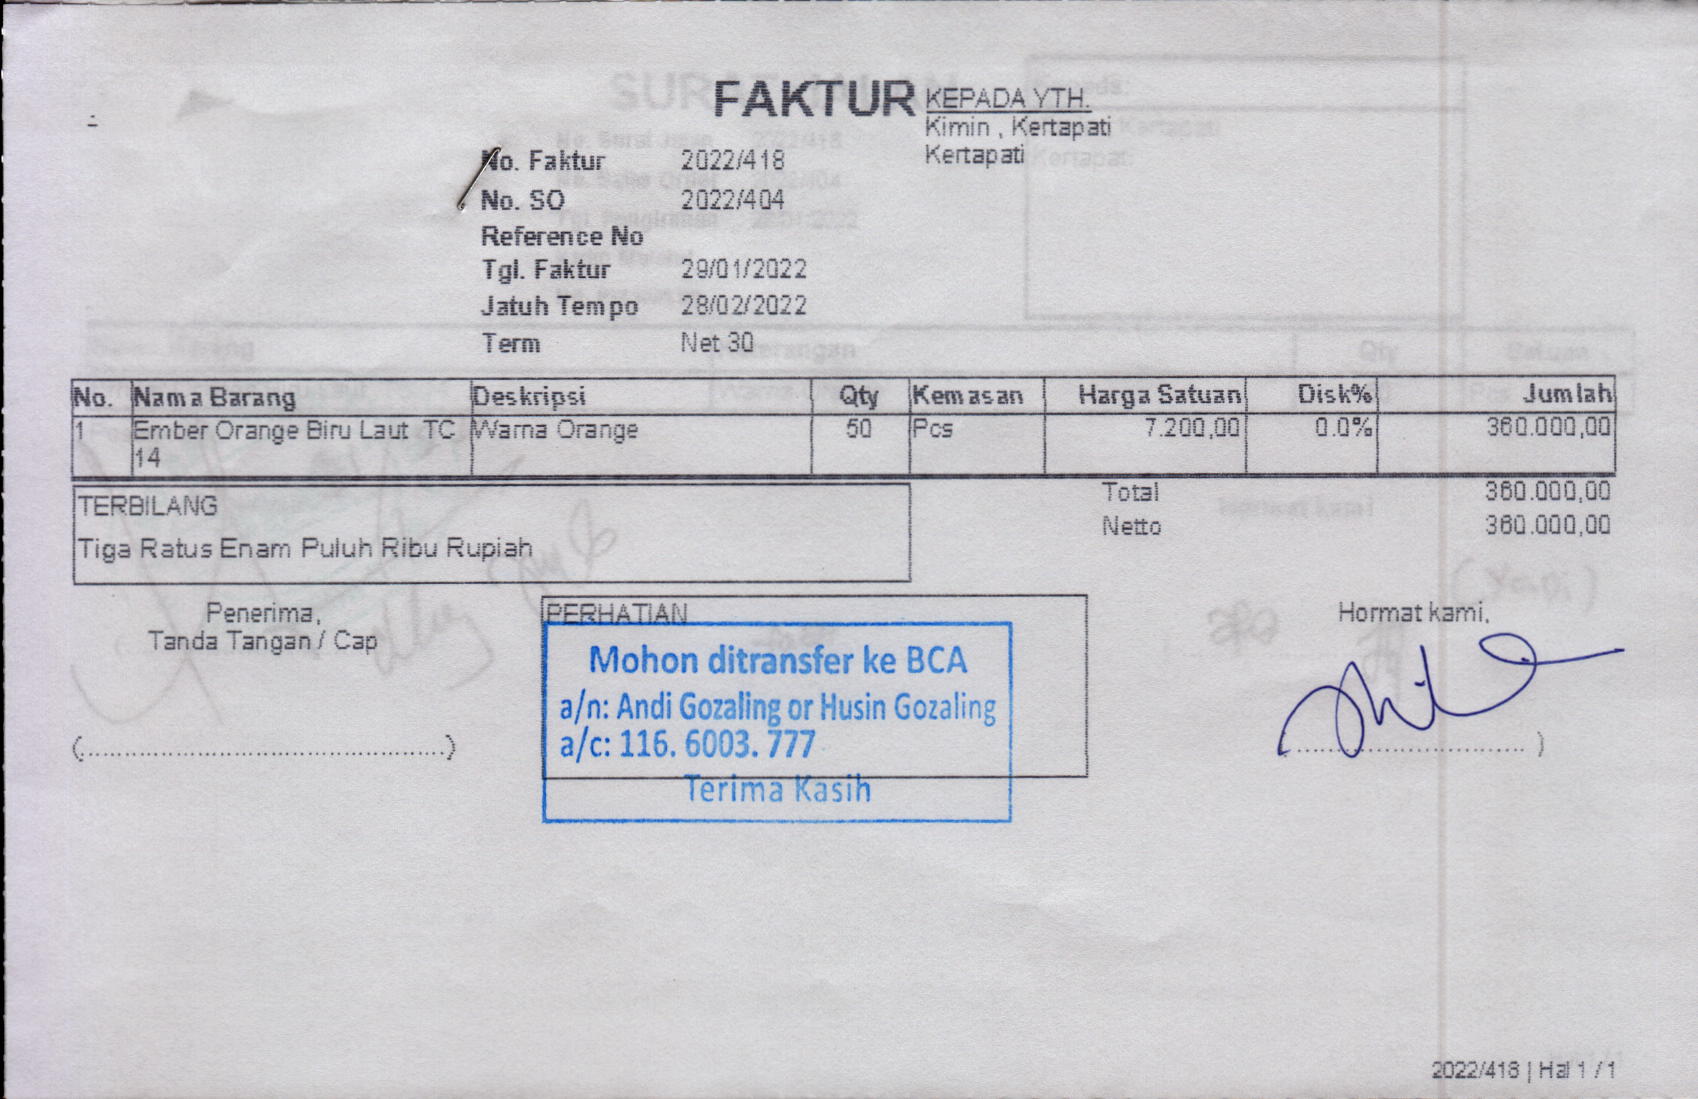 FAKTUR
KEPADA YTH.
Kimin , Kertapati
Kertapati
No. Faktur 2022/418
No. SO 2022/404
Reference No
Tgl. Faktur 29/01/2022
Jatuh Tempo 28/02/2022
Term Net 30
No. Nama Barang Deskripsi Qty Kemasan Harga Satuan Disk% Jumlah
1 Ember Orange Biru Laut TC Warna Orange 50 Pcs 7.200,00 0.0% 360.000,00
14
Total 360.000,00
Netto 360.000,00
TERBILANG
Tiga Ratus Enam Puluh Ribu Rupiah
Penerima,
Tanda Tangan / Cap
(............................................)
PERHATIAN
Mohon ditransfer ke BCA
a/n: Andi Gozaling or Husin Gozaling
a/c: 116. 6003. 777
Terima Kasih
Hormat kami,
2022/418 | Hal 1 / 1